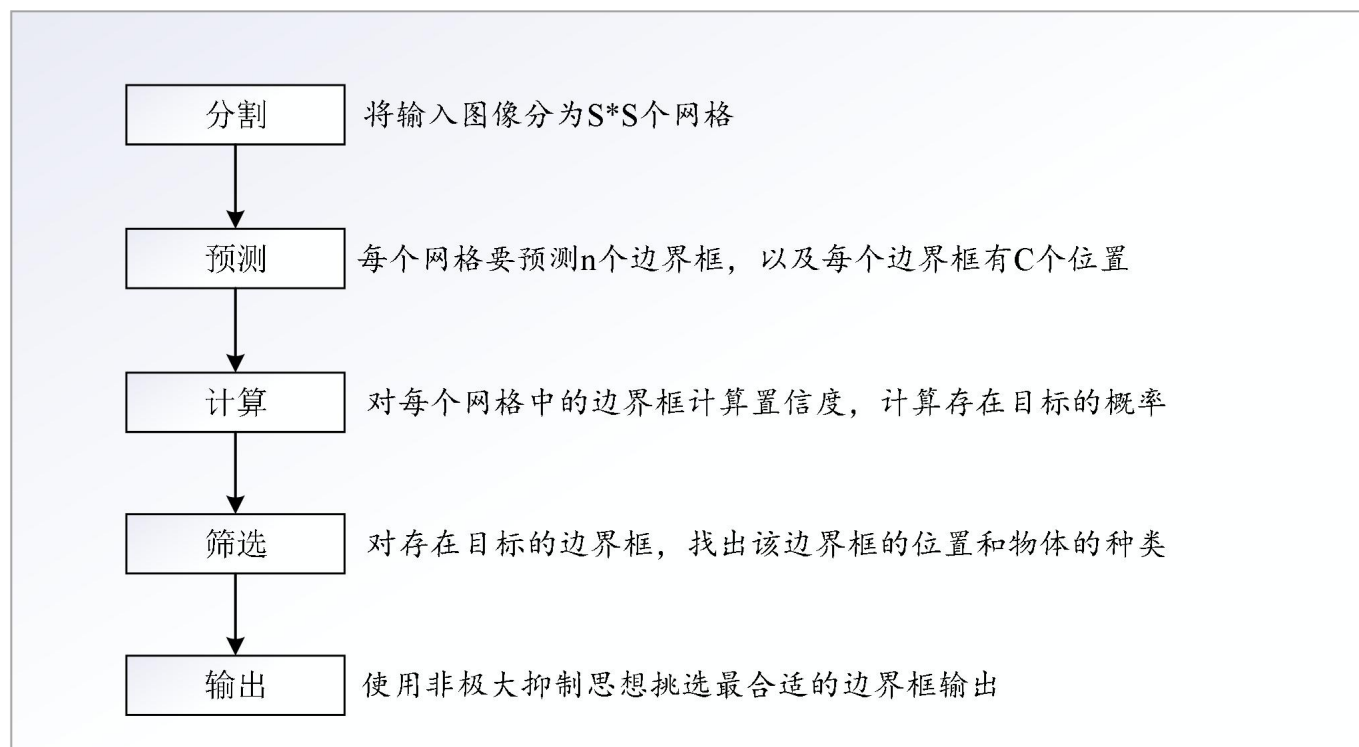 分割 将输入图像分为S*S个网格
预测 每个网格要预测n个边界框，以及每个边界框有C个位置
计算 对每个网格中的边界框计算置信度，计算存在目标的概率
筛选 对存在目标的边界框，找出该边界框的位置和物体的种类
输出 使用非极大抑制思想挑选最合适的边界框输出